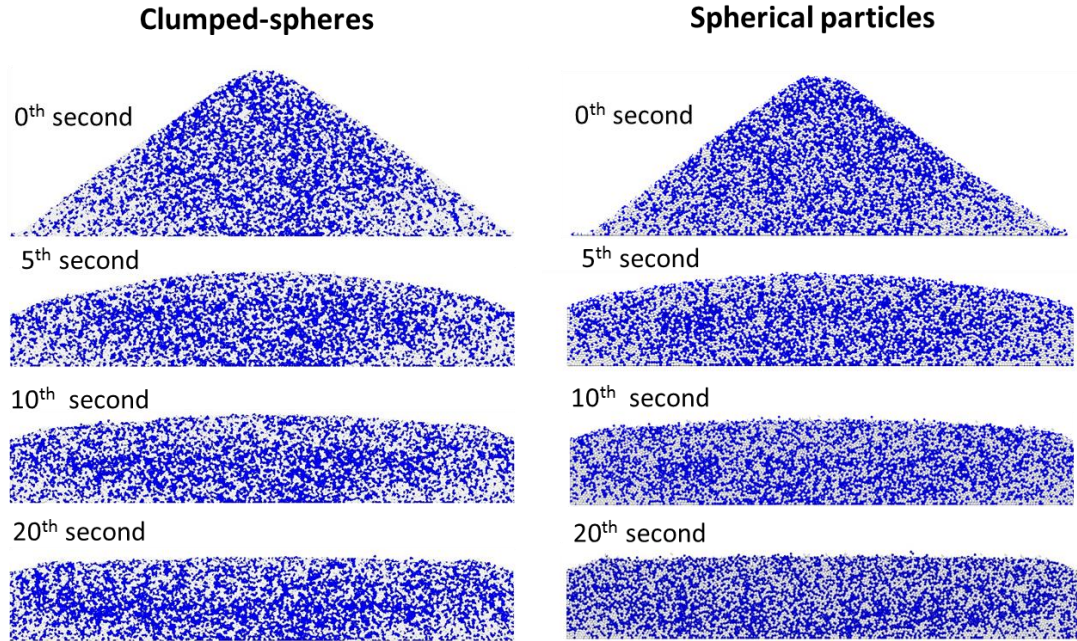 Clumped-spheres
Spherical particles
0th second
0th second
5th second
5th second
10th  second
10th second
20th second
20th second